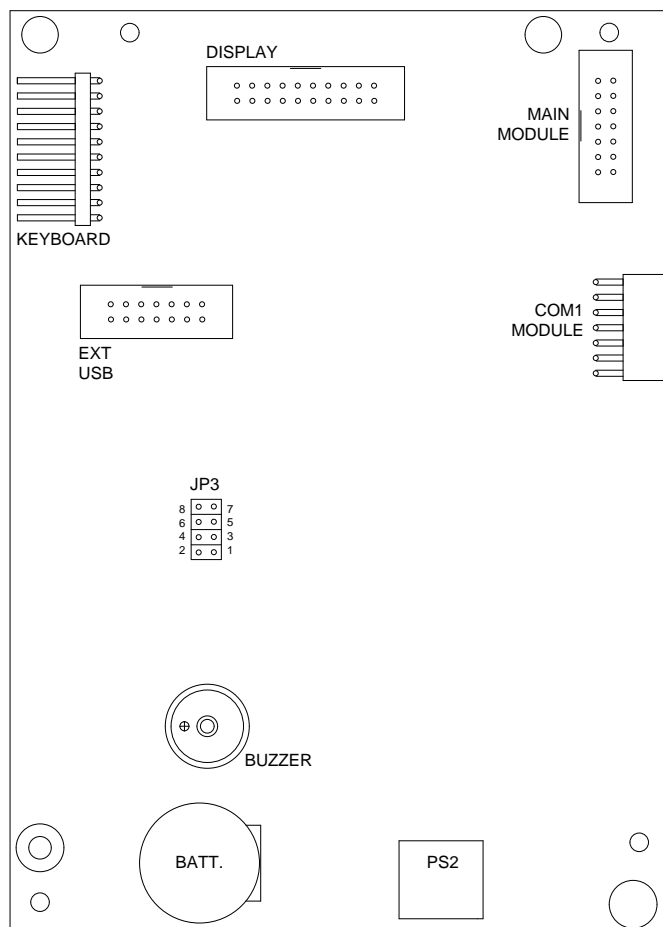 DISPLAY
MAIN
MODULE
KEYBOARD
COM1
MODULE
EXT
USB
JP3
8 7
6 5
4 3
2 1
BUZZER
BATT.
PS2